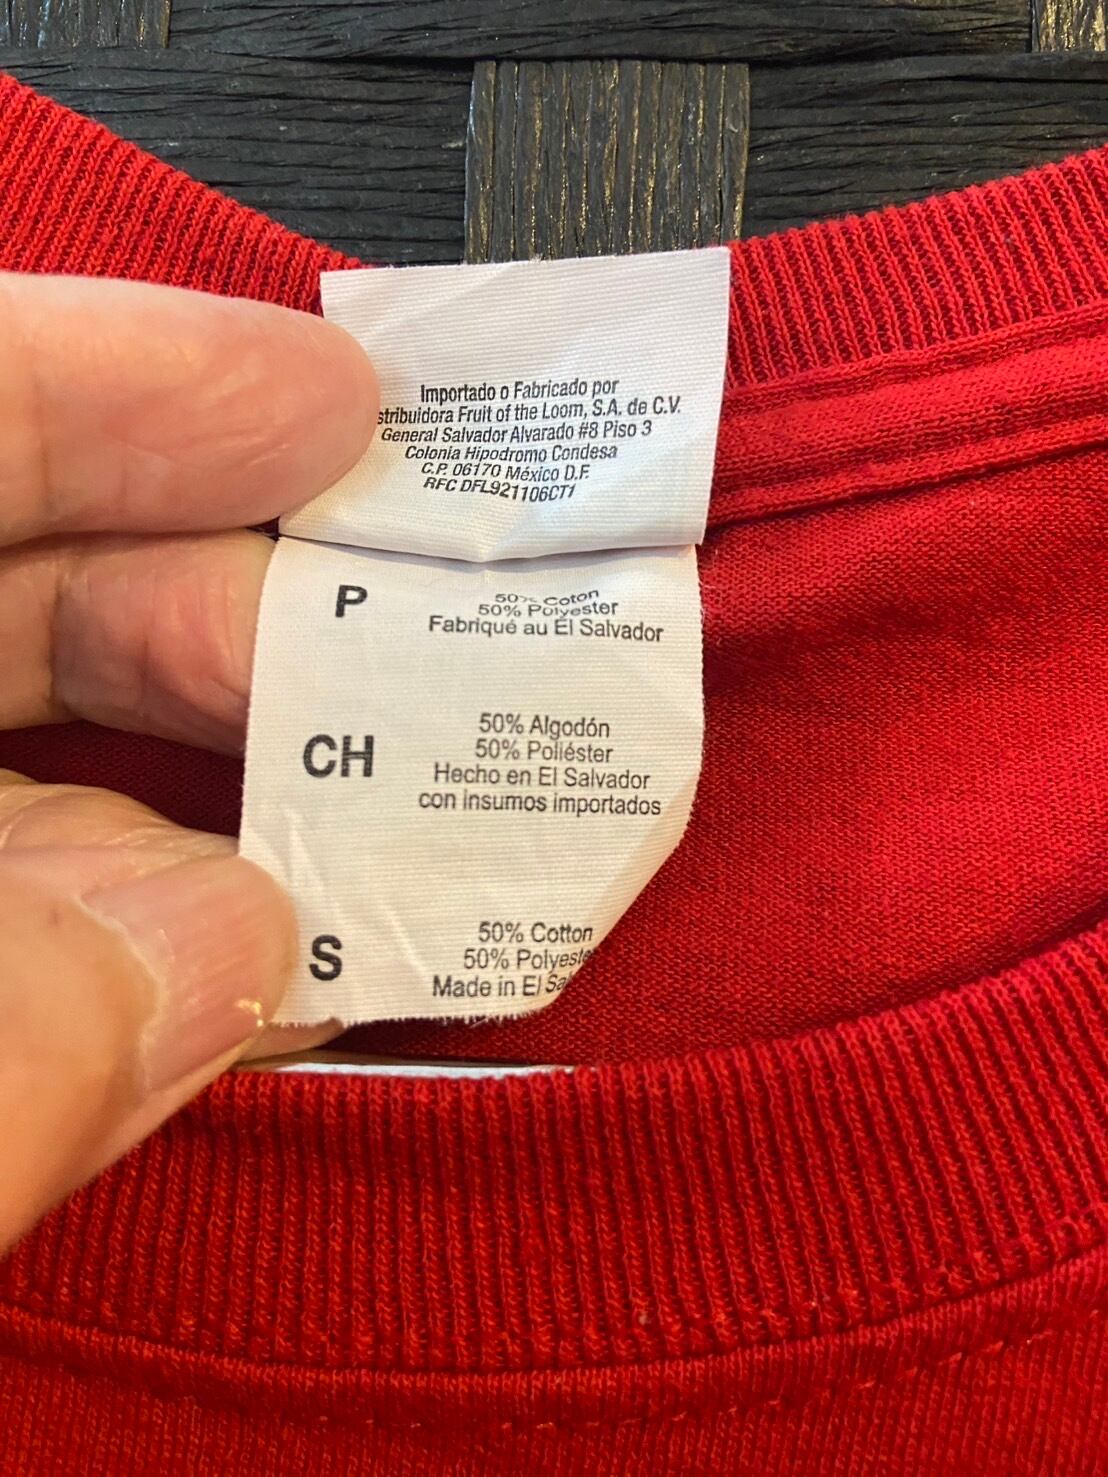 Importado o Fabricado por
stribuidora Fruit of the Loom, S.A. de C.V.
General Salvador Alvarado #8 Piso 3
Colonia Hipodromo Condesa
C.P. 06170 México D.F.
RFC DFL921106CT1
P
50% Coton
50% Polyester
Fabriqué au El Salvador
CH
50% Algodón
50% Poliéster
Hecho en El Salvador
con insumos importados
S
50% Cotton
50% Polyeste
Made in El Sa